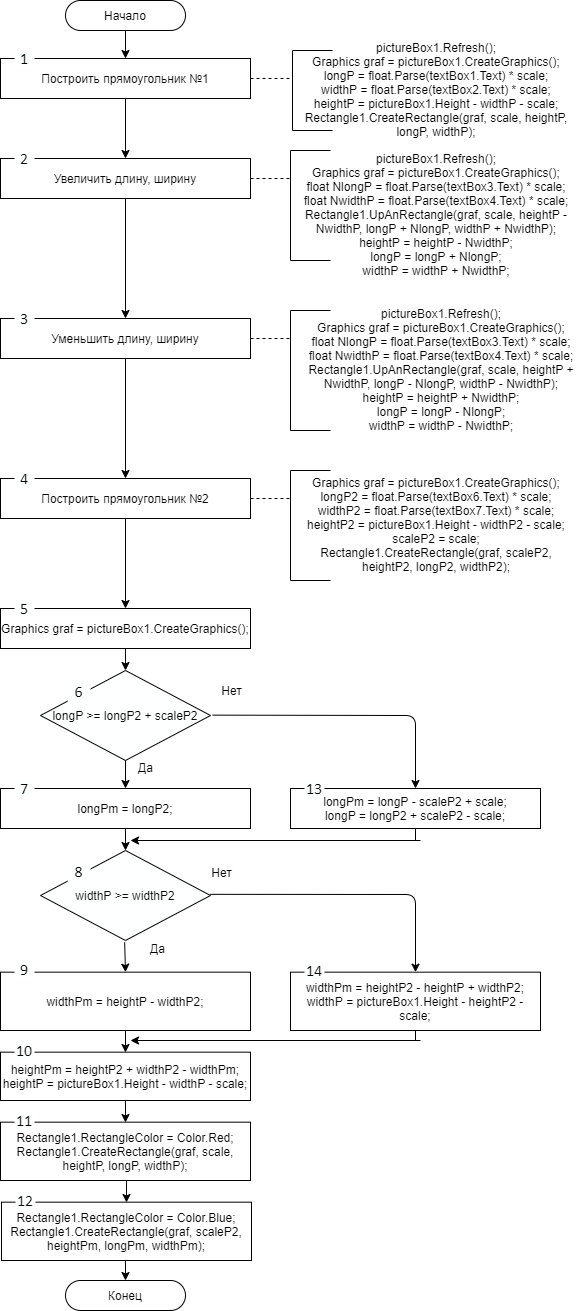 Начало
1
Построить прямоугольник №1
pictureBox1.Refresh();
Graphics graf = pictureBox1.CreateGraphics();
longP = float.Parse(textBox1.Text) * scale;
widthP = float.Parse(textBox2.Text) * scale;
heightP = pictureBox1.Height - widthP - scale;
Rectangle1.CreateRectangle(graf, scale, heightP,
longP, widthP);
2
Увеличить длину, ширину
pictureBox1.Refresh();
Graphics graf = pictureBox1.CreateGraphics();
float NlongP = float.Parse(textBox3.Text) * scale;
float NwidthP = float.Parse(textBox4.Text) * scale;
Rectangle1.UpAnRectangle(graf, scale, heightP -
NwidthP, longP + NlongP, widthP + NwidthP);
heightP = heightP - NwidthP;
longP = longP + NlongP;
widthP = widthP + NwidthP;
3
Уменьшить длину, ширину
pictureBox1.Refresh();
Graphics graf = pictureBox1.CreateGraphics();
float NlongP = float.Parse(textBox3.Text) * scale;
float NwidthP = float.Parse(textBox4.Text) * scale;
Rectangle1.UpAnRectangle(graf, scale, heightP +
NwidthP, longP - NlongP, widthP - NwidthP);
heightP = heightP + NwidthP;
longP = longP - NlongP;
widthP = widthP - NwidthP;
4
Построить прямоугольник №2
Graphics graf = pictureBox1.CreateGraphics();
longP2 = float.Parse(textBox6.Text) * scale;
widthP2 = float.Parse(textBox7.Text) * scale;
heightP2 = pictureBox1.Height - widthP2 - scale;
scaleP2 = scale;
Rectangle1.CreateRectangle(graf, scaleP2,
heightP2, longP2, widthP2);
5
Graphics graf = pictureBox1.CreateGraphics();
6
Нет
longP >= longP2 + scaleP2
Да
7
longPm = longP2;
13
longPm = longP - scaleP2 + scale;
longP = longP2 + scaleP2 - scale;
8
Нет
widthP >= widthP2
Да
9
widthPm = heightP - widthP2;
14
widthPm = heightP2 - heightP + widthP2;
widthP = pictureBox1.Height - heightP2 -
scale;
10
heightPm = heightP2 + widthP2 - widthPm;
heightP = pictureBox1.Height - widthP - scale;
11
Rectangle1.RectangleColor = Color.Red;
Rectangle1.CreateRectangle(graf, scale,
heightP, longP, widthP);
12
Rectangle1.RectangleColor = Color.Blue;
Rectangle1.CreateRectangle(graf, scaleP2,
heightPm, longPm, widthPm);
Конец